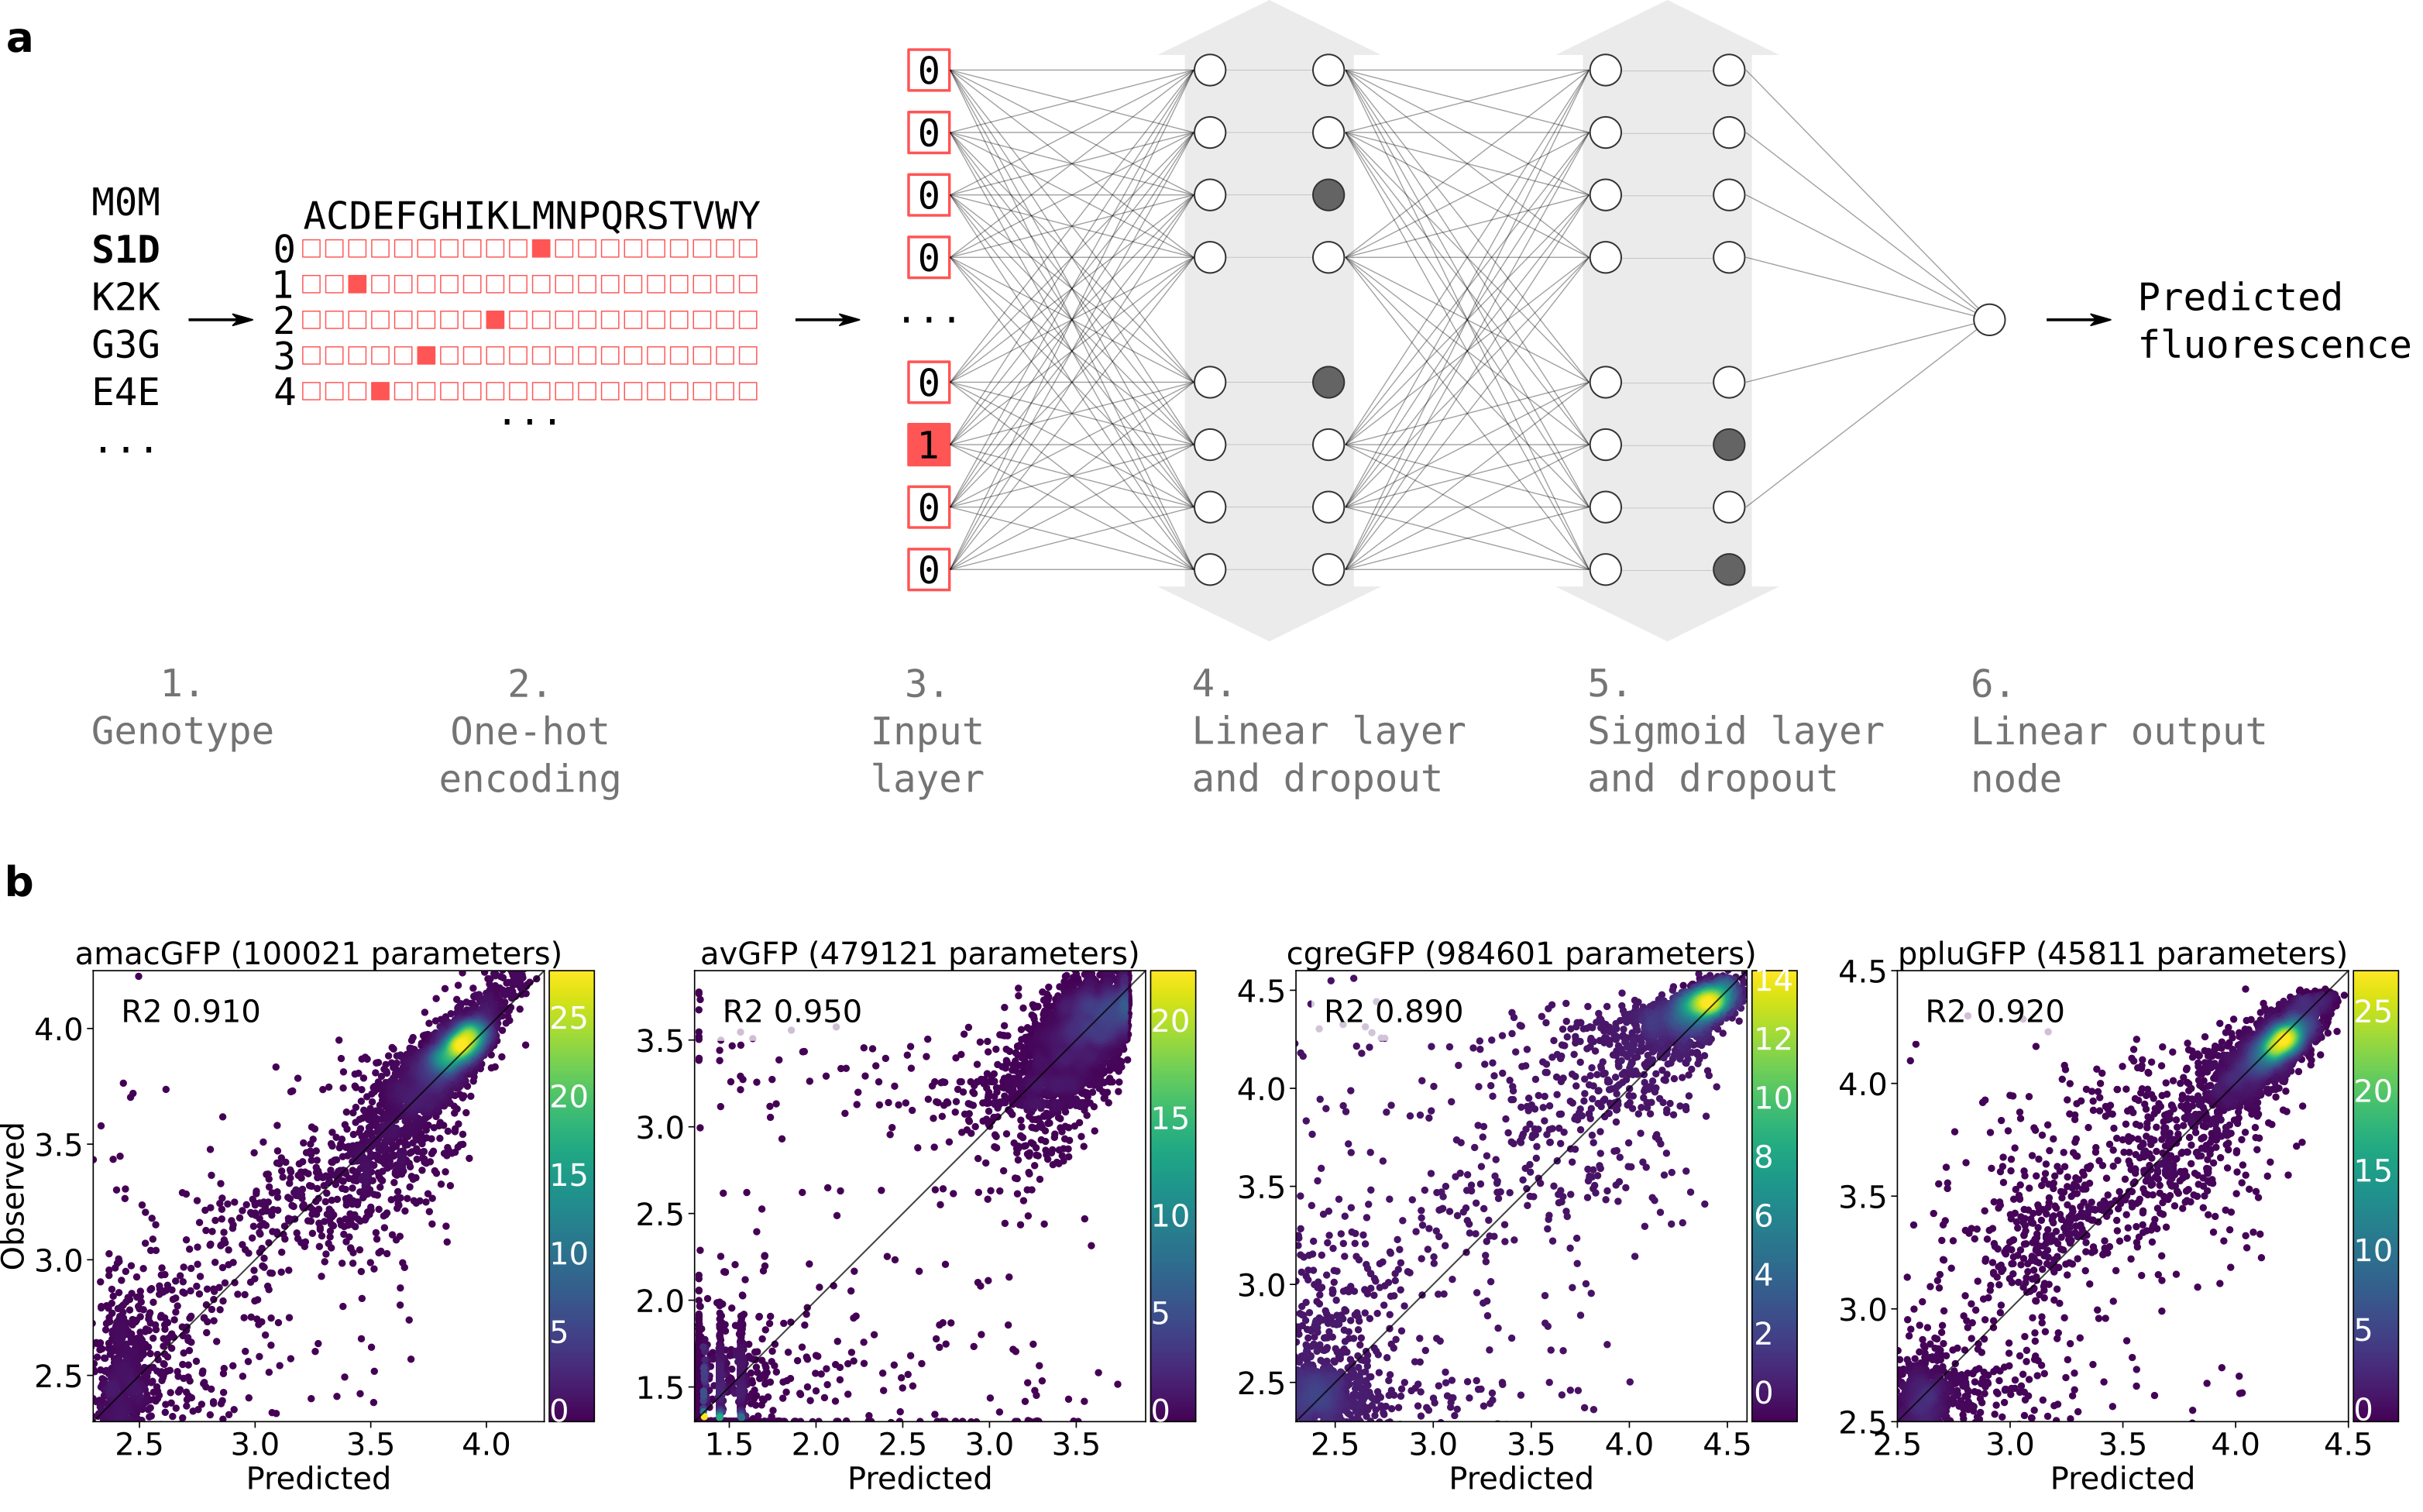 a
M0M
S1D
K2K
G3G
E4E
...
ACDEFGHIKLMNPQRSTVWY
0
1
2
3
4
...
0
0
0
0
...
0
1
0
0
Predicted
fluorescence
1.
Genotype
2.
One-hot
encoding
3.
Input
layer
4.
Linear layer
and dropout
5.
Sigmoid layer
and dropout
6.
Linear output
node
b
amacGFP (100021 parameters)
R2 0.910
Observed
4.0
3.5
3.0
2.5
2.5 3.0 3.5 4.0
Predicted
25
20
15
10
5
0
avGFP (479121 parameters)
R2 0.950
3.5
3.0
2.5
2.0
1.5
1.5 2.0 2.5 3.0 3.5
Predicted
20
15
10
5
0
cgreGFP (984601 parameters)
R2 0.890
4.5
4.0
3.5
3.0
2.5
2.5 3.0 3.5 4.0 4.5
Predicted
14
12
10
8
6
4
2
0
ppluGFP (45811 parameters)
R2 0.920
4.5
4.0
3.5
3.0
2.5
2.5 3.0 3.5 4.0 4.5
Predicted
25
20
15
10
5
0